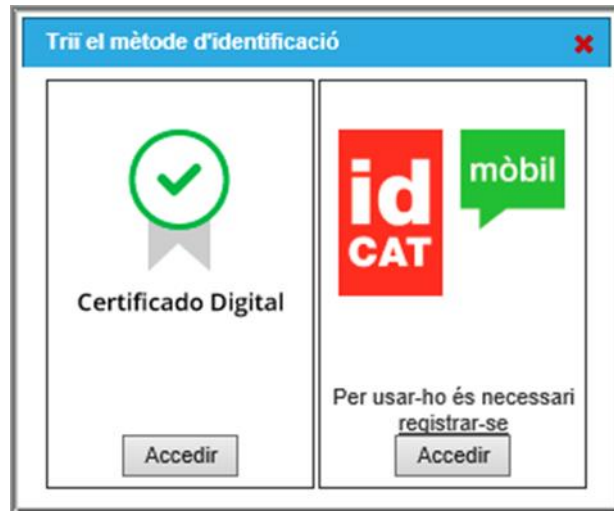 Triï el mètode d'identificació
Certificado Digital
Accedir
id
CAT
mòbil
Per usar-ho és necessari
registrar-se
Accedir